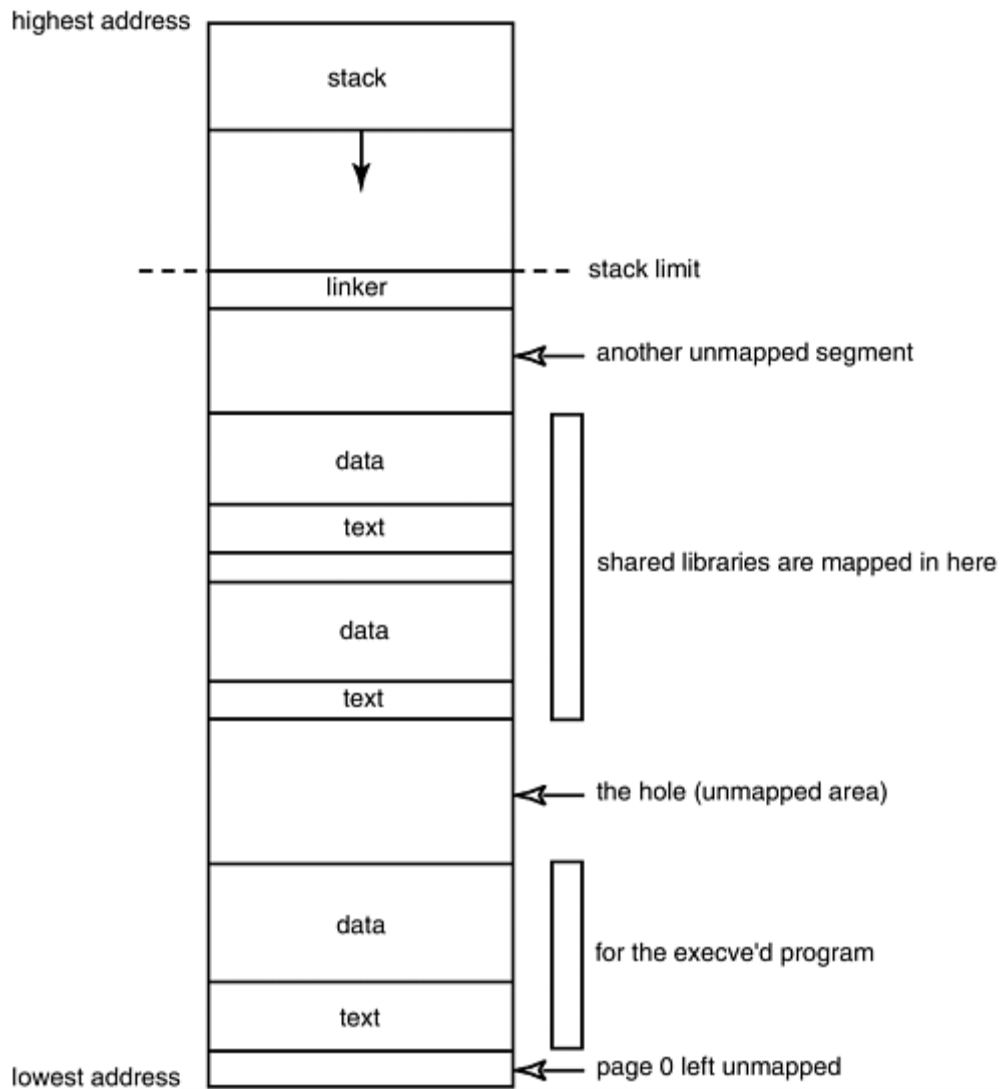 highest address
stack
stack limit
linker
another unmapped segment
data
text
shared libraries are mapped in here
data
text
the hole (unmapped area)
data
for the execve'd program
text
page 0 left unmapped
lowest address